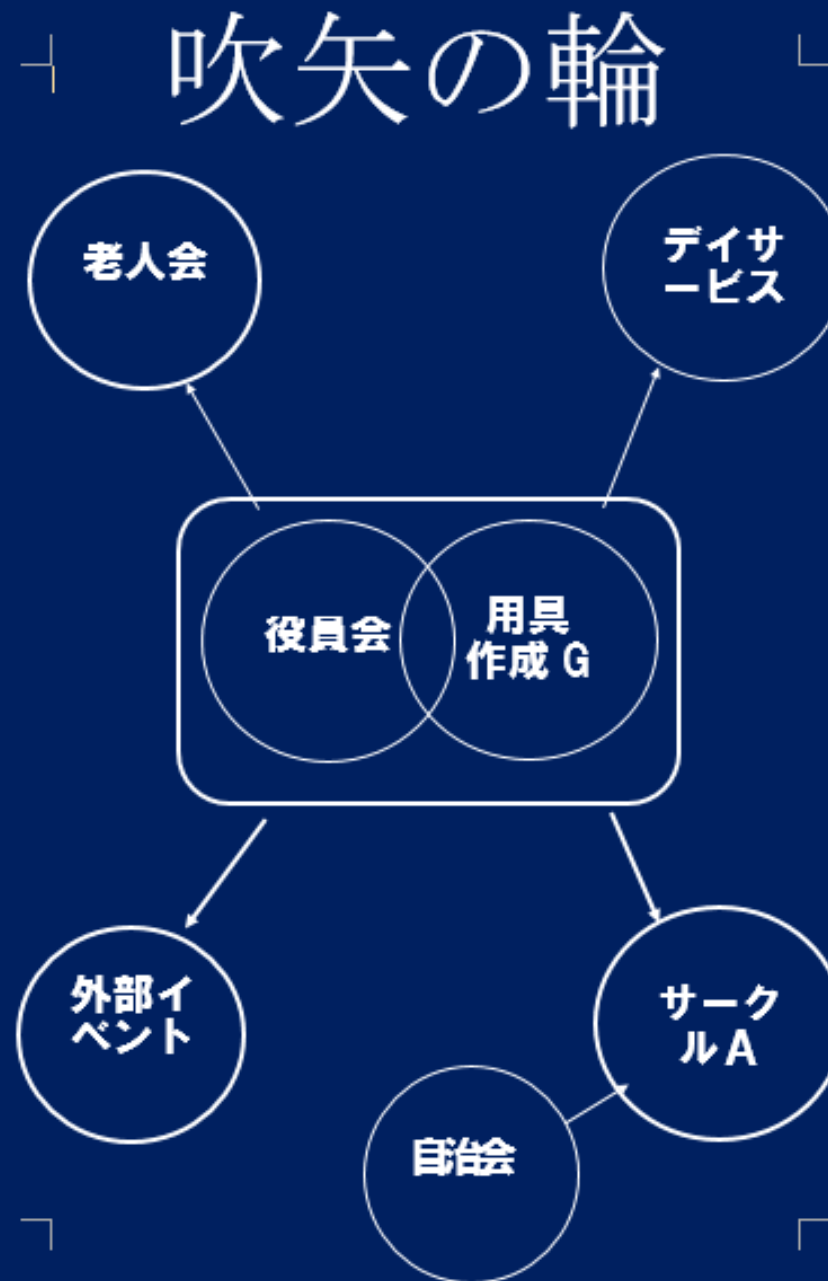 吹矢の輪
老人会
デイサ
ービス
役員会
用具
作成 G
外部イ
ベント
サーク
ル A
自治会